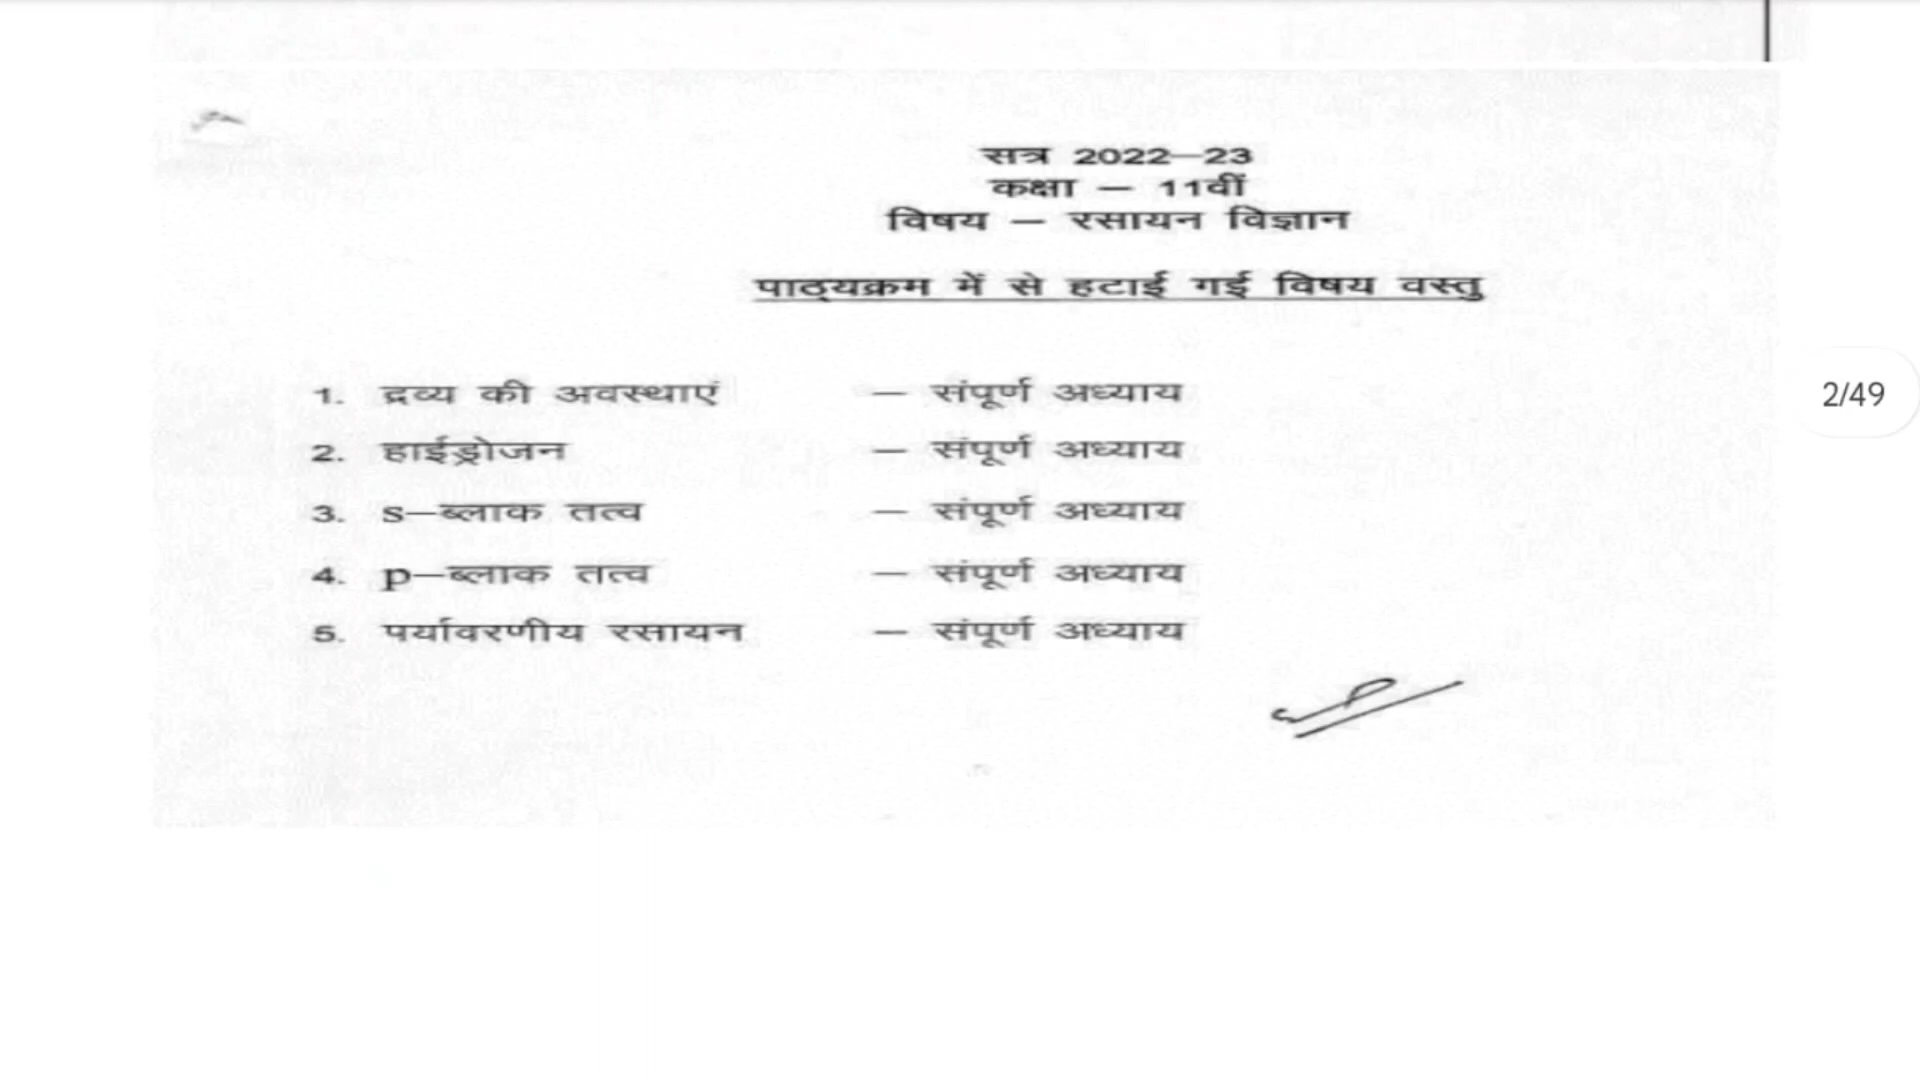 सत्र 2022–23
कक्षा – 11वीं
विषय – रसायन विज्ञान
पाठ्यक्रम में से हटाई गई विषय वस्तु
1. द्रव्य की अवस्थाएं – संपूर्ण अध्याय
2. हाईड्रोजन – संपूर्ण अध्याय
2/49
3. s–ब्लाक तत्व – संपूर्ण अध्याय
4. p–ब्लाक तत्व – संपूर्ण अध्याय
5. पर्यावरणीय रसायन – संपूर्ण अध्याय